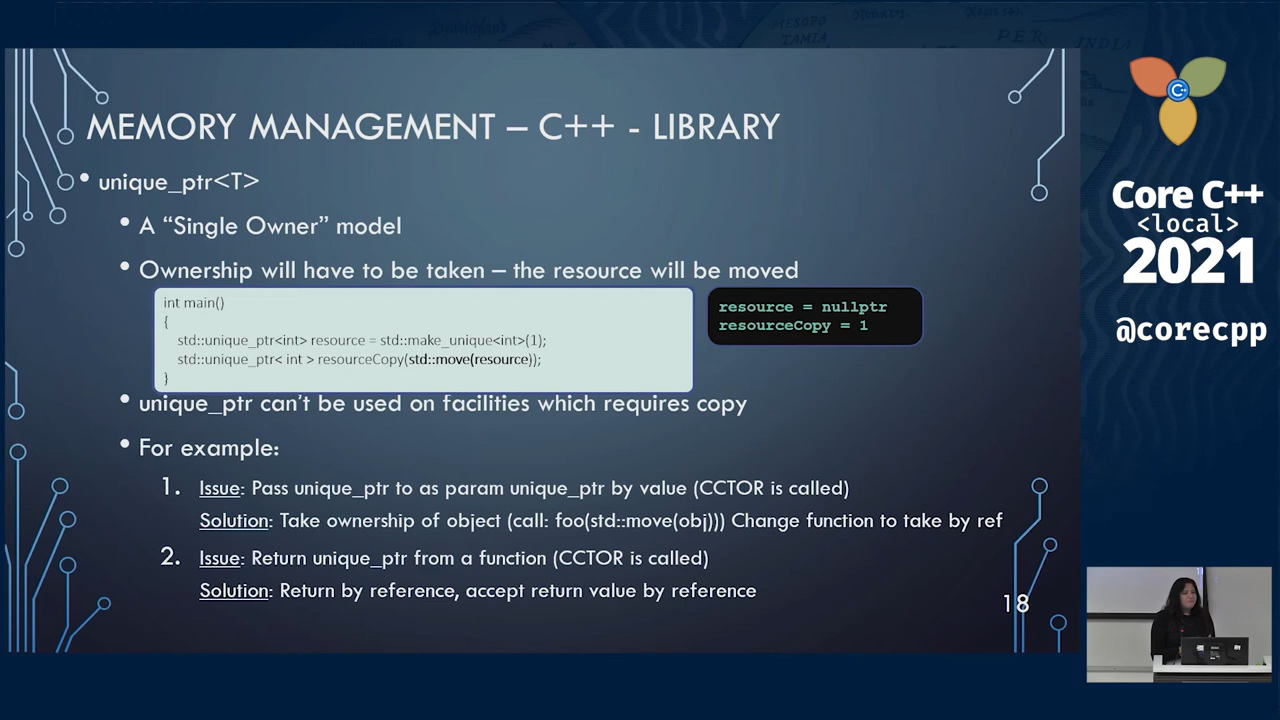 MESOPO
TAMIA
PER
INDIA
MEMORY MANAGEMENT – C++ - LIBRARY
unique_ptr<T>
A “Single Owner” model
Ownership will have to be taken – the resource will be moved
int main()
{
std::unique_ptr<int> resource = std::make_unique<int>(1);
std::unique_ptr< int > resourceCopy(std::move(resource));
}
resource = nullptr
resourceCopy = 1
unique_ptr can’t be used on facilities which requires copy
For example:
1. Issue: Pass unique_ptr to as param unique_ptr by value (CCTOR is called)
Solution: Take ownership of object (call: foo(std::move(obj))) Change function to take by ref
2. Issue: Return unique_ptr from a function (CCTOR is called)
Solution: Return by reference, accept return value by reference
18
C++
Core C++
<local>
2021
@corecpp